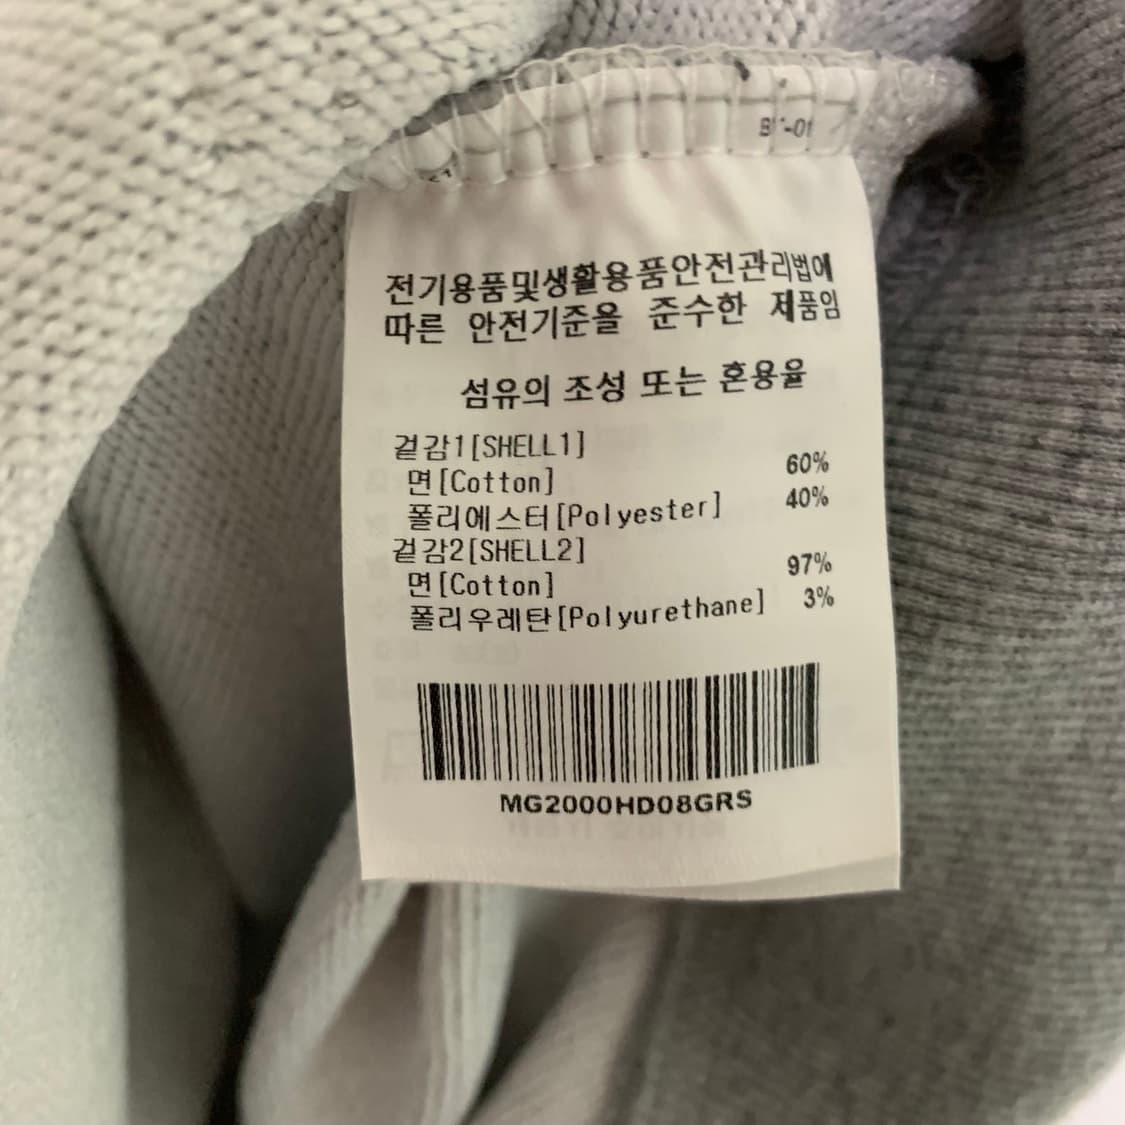 전기용품및생활용품안전관리법에
따른 안전기준을 준수한 제품임
섬유의 조성 또는 혼용율
겉감1[SHELL1]
면[Cotton] 60%
폴리에스터[Polyester] 40%
겉감2[SHELL2]
면[Cotton] 97%
폴리우레탄[Polyurethane] 3%
MG2000HD08GRS